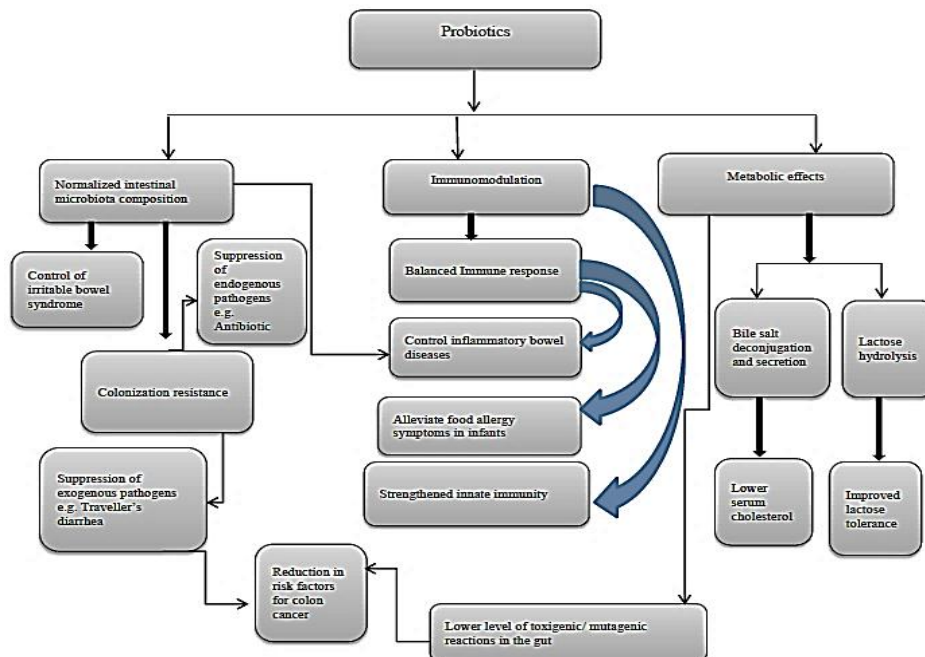 Probiotics
Normalized intestinal
microbiota composition
Immunomodulation
Metabolic effects
Control of
irritable bowel
syndrome
Suppression
of
endogenous
pathogens
e.g.
Antibiotic
Balanced Immune response
Control inflammatory bowel
diseases
Bile salt
deconjugation
and secretion
Lactose
hydrolysis
Colonization resistance
Alleviate food allergy
symptoms in infants
Suppression of
exogenous pathogens
e.g. Traveller's
diarrhea
Strengthened innate immunity
Lower
serum
cholesterol
Improved
lactose
tolerance
Reduction in
risk factors
for colon
cancer
Lower level of toxigenic/ mutagenic
reactions in the gut